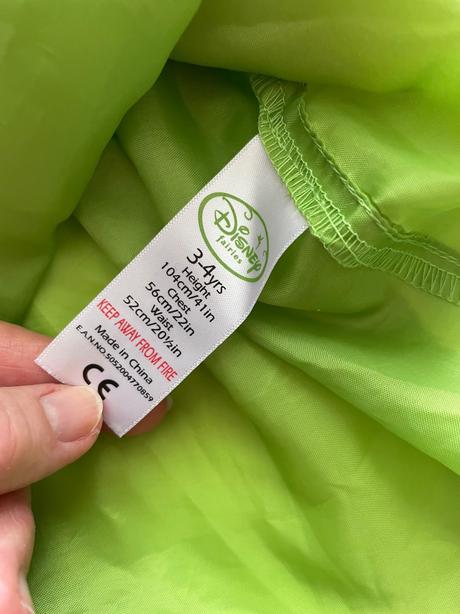 Disney
fairies
3-4yrs
Height
104cm/41in
Chest
56cm/22in
Waist
52cm/20½in
KEEP AWAY FROM FIRE
Made in China
E.A.N.NO.5052004770859
CE